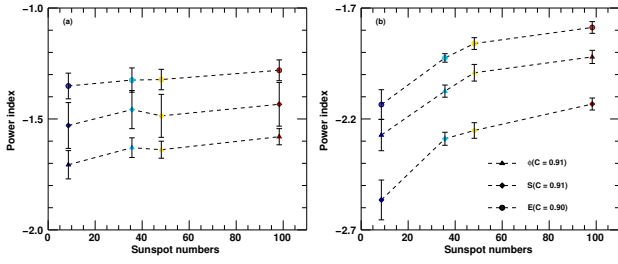 (a)
Power index
−1.0
−1.5
−2.0
0
20
40
60
80
100
Sunspot numbers
(b)
Power index
−1.7
−2.2
−2.7
0
20
40
60
80
100
Sunspot numbers
ϕ(C = 0.91)
S(C = 0.91)
E(C = 0.90)